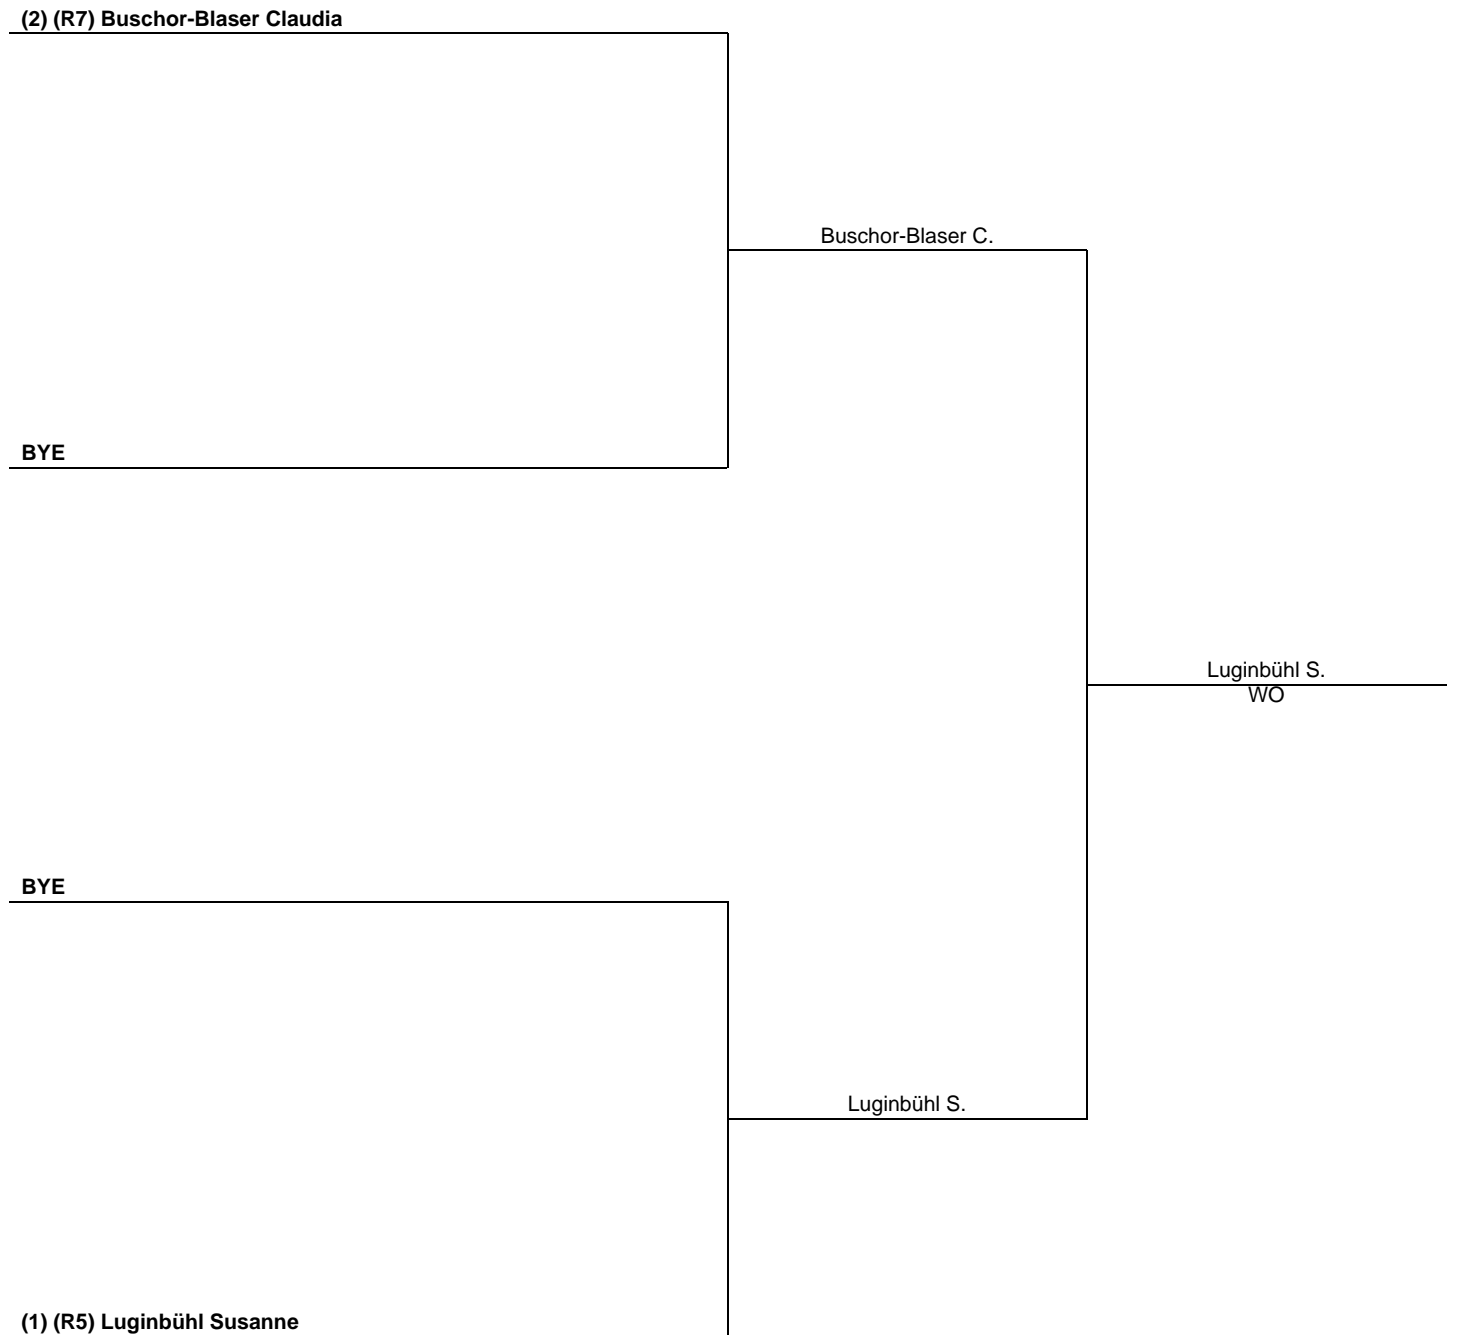 (2) (R7) Buschor-Blaser Claudia
Buschor-Blaser C.
BYE
Luginbühl S.
WO
BYE
Luginbühl S.
(1) (R5) Luginbühl Susanne